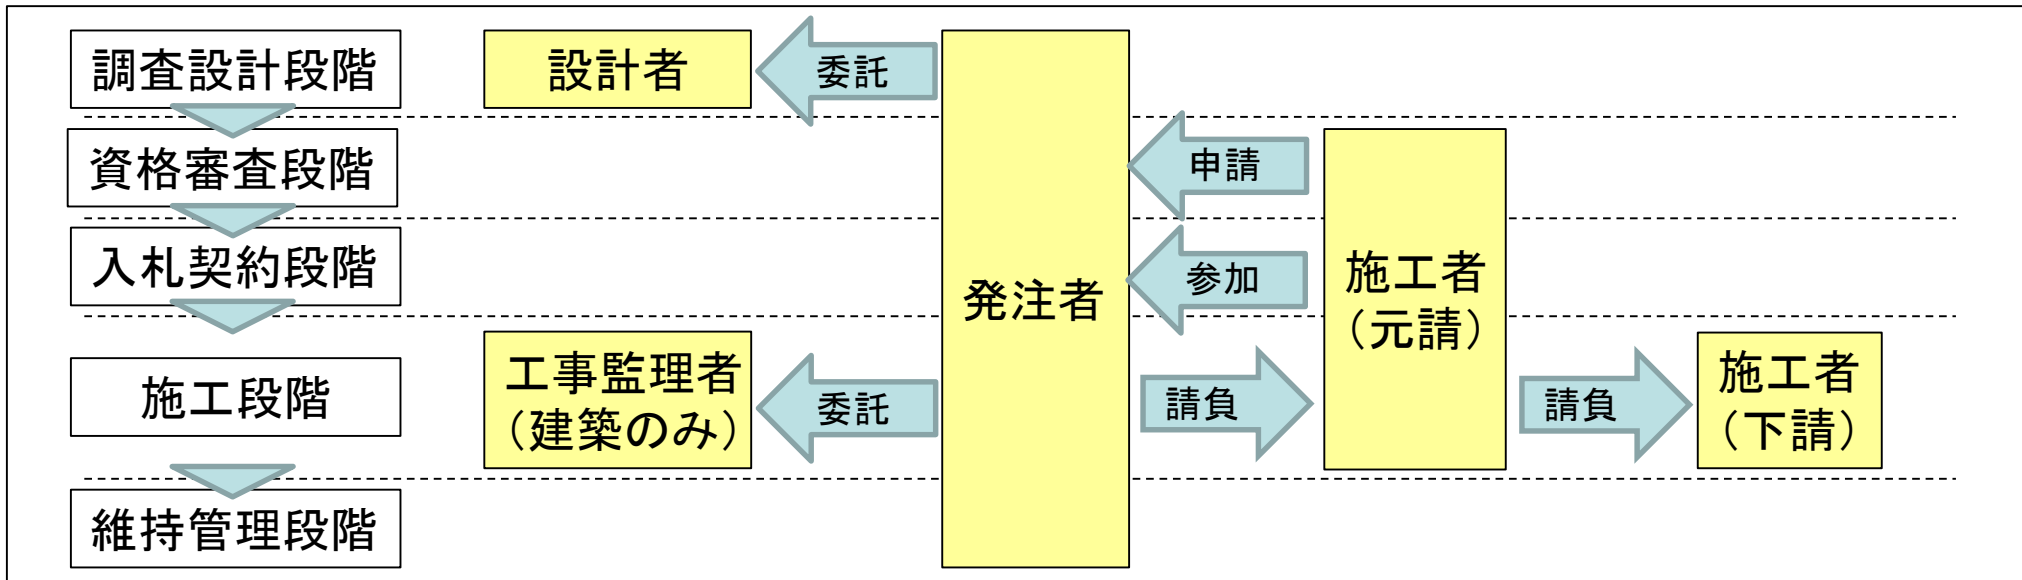 調査設計段階
設計者
委託
資格審査段階
申請
入札契約段階
参加
発注者
施工者
（元請）
施工段階
工事監理者
（建築のみ）
委託
請負
請負
施工者
（下請）
維持管理段階